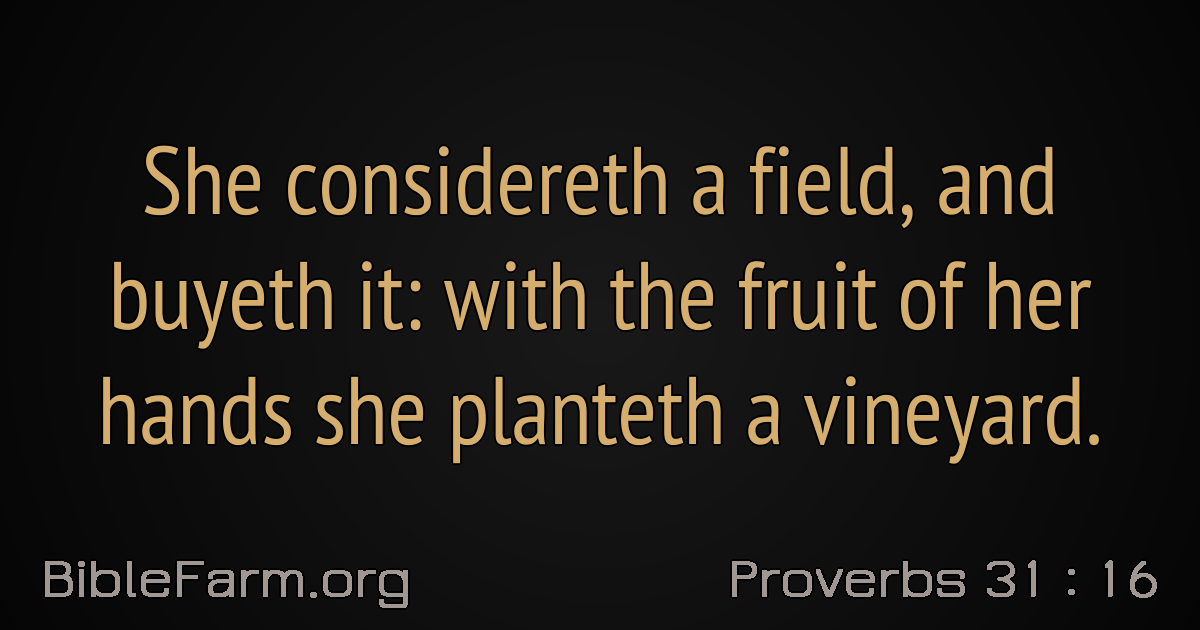 She considereth a field, and
buyeth it: with the fruit of her
hands she planteth a vineyard.
BibleFarm.org
Proverbs 31 : 16